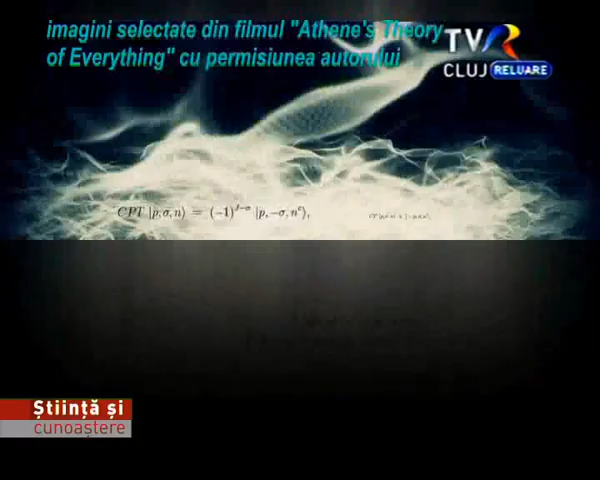 imagini selectate din filmul "Athene's Theory
of Everything" cu permisiunea autorului
TVR
CLUJ RELUARE
CPT |p, σ, n⟩ = (−1)^{J−σ} |p, −σ, n^c⟩,
Știință și
cunoaștere